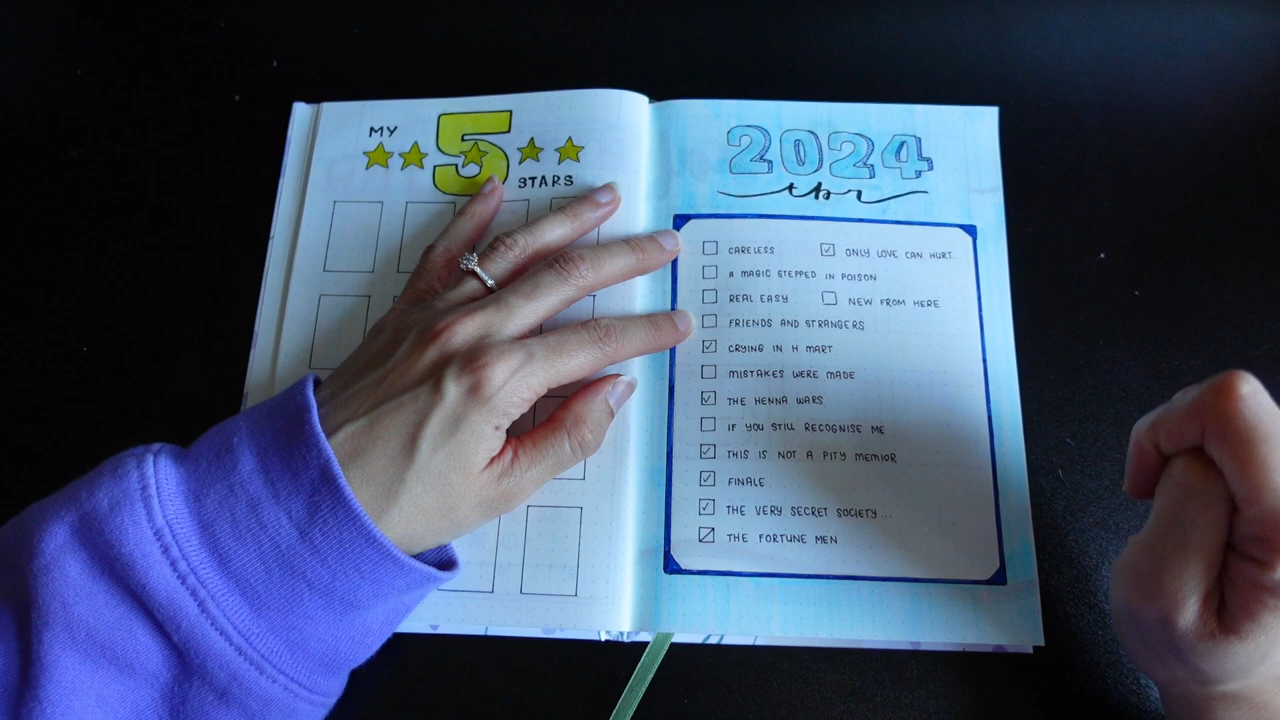 MY
5
STARS
2024
tbr
CARELESS
ONLY LOVE CAN HURT...
A MAGIC STEPPED IN POISON
REAL EASY
NEW FROM HERE
FRIENDS AND STRANGERS
CRYING IN H MART
MISTAKES WERE MADE
THE HENNA WARS
IF YOU STILL RECOGNISE ME
THIS IS NOT A PITY MEMIOR
FINALE
THE VERY SECRET SOCIETY...
THE FORTUNE MEN